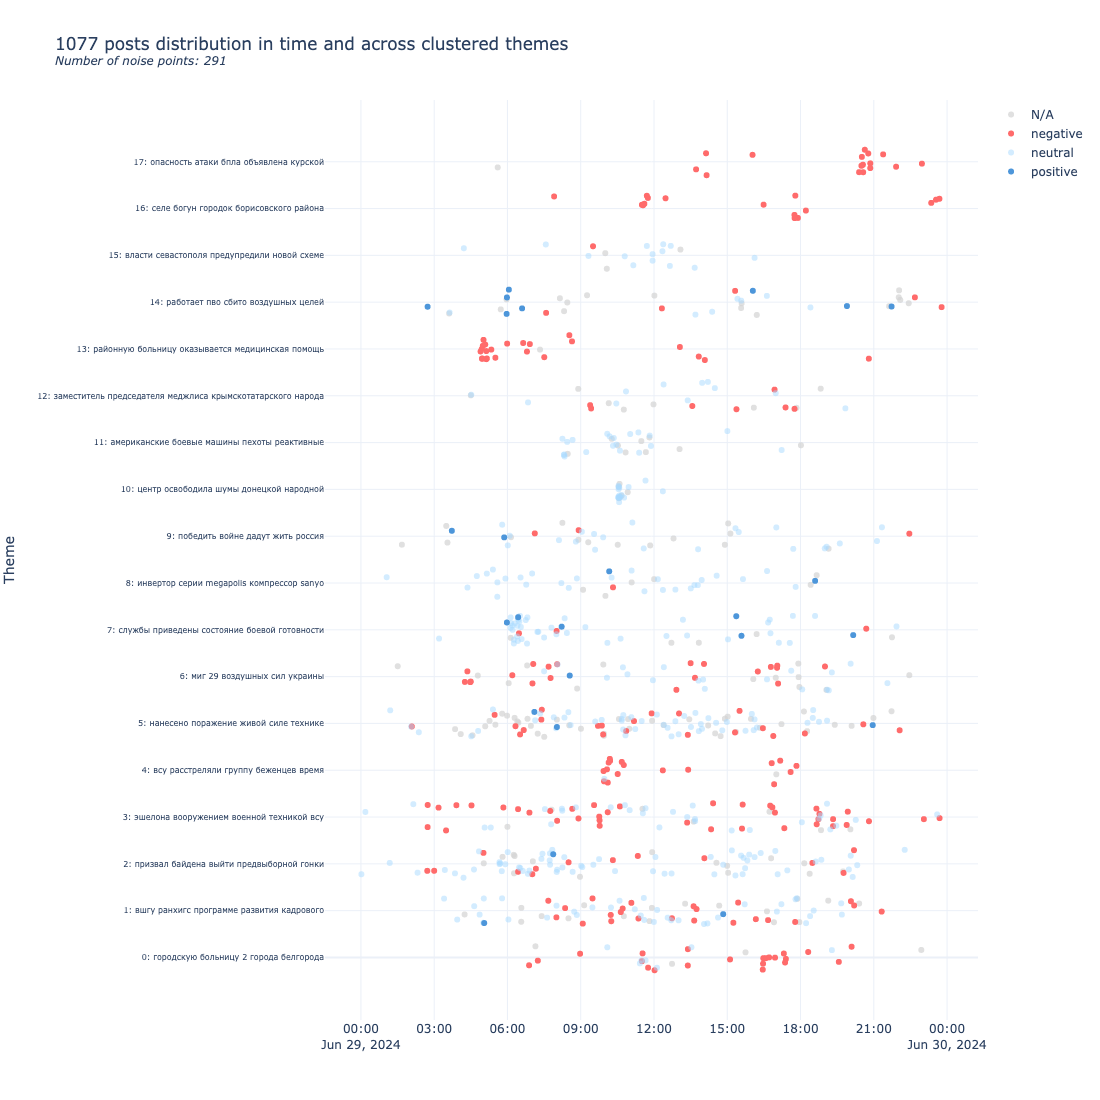 1077 posts distribution in time and across clustered themes
Number of noise points: 291
N/A
negative
neutral
positive
Theme
17: опасность атаки бпла объявлена курской
16: селе богун городок борисовского района
15: власти севастополя предупредили новой схеме
14: работает пво сбито воздушных целей
13: районную больницу оказывается медицинская помощь
12: заместитель председателя меджлиса крымскотатарского народа
11: американские боевые машины пехоты реактивные
10: центр освободила шумы донецкой народной
9: победить войне дадут жить россия
8: инвертор серии megapolis компрессор sanyo
7: службы приведены состояние боевой готовности
6: миг 29 воздушных сил украины
5: нанесено поражение живой силе технике
4: всу расстреляли группу беженцев время
3: эшелона вооружением военной техникой всу
2: призвал байдена выйти предвыборной гонки
1: вшгу ранхигс программе развития кадрового
0: городскую больницу 2 города белгорода
00:00 03:00 06:00 09:00 12:00 15:00 18:00 21:00 00:00
Jun 29, 2024 Jun 30, 2024